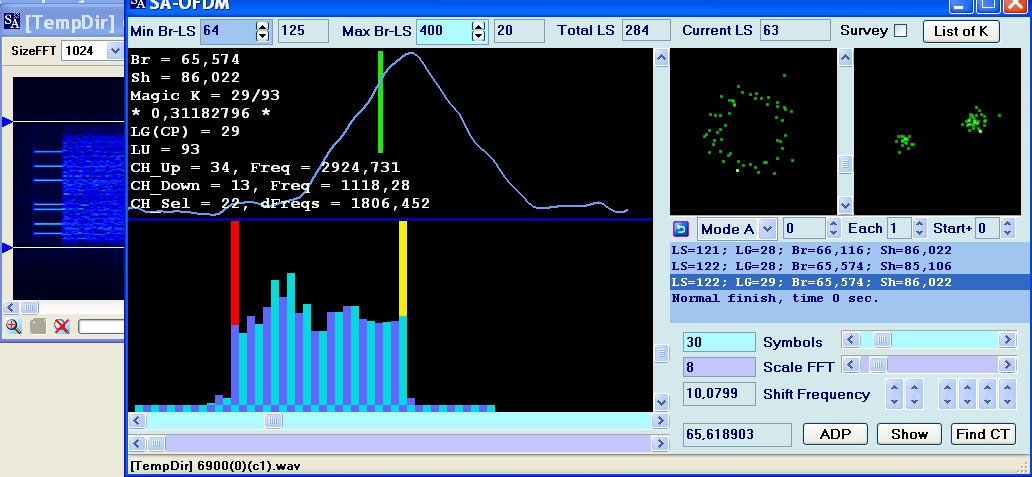 SA [TempDir]
SizeFFT 1024
SA SA-OFDM
Min Br-LS 64 125 Max Br-LS 400 20 Total LS 284 Current LS 63 Survey List of K
Br = 65,574
Sh = 86,022
Magic K = 29/93
* 0,31182796 *
LG(CP) = 29
LU = 93
CH_Up = 34, Freq = 2924,731
CH_Down = 13, Freq = 1118,28
CH_Sel = 22, dFreqs = 1806,452
Mode A 0 Each 1 Start+ 0
LS=121; LG=28; Br=66,116; Sh=86,022
LS=122; LG=28; Br=65,574; Sh=85,106
LS=122; LG=29; Br=65,574; Sh=86,022
Normal finish, time 0 sec.
30 Symbols
8 Scale FFT
10,0799 Shift Frequency
65,618903 ADP Show Find CT
[TempDir] 6900(0)(c1).wav